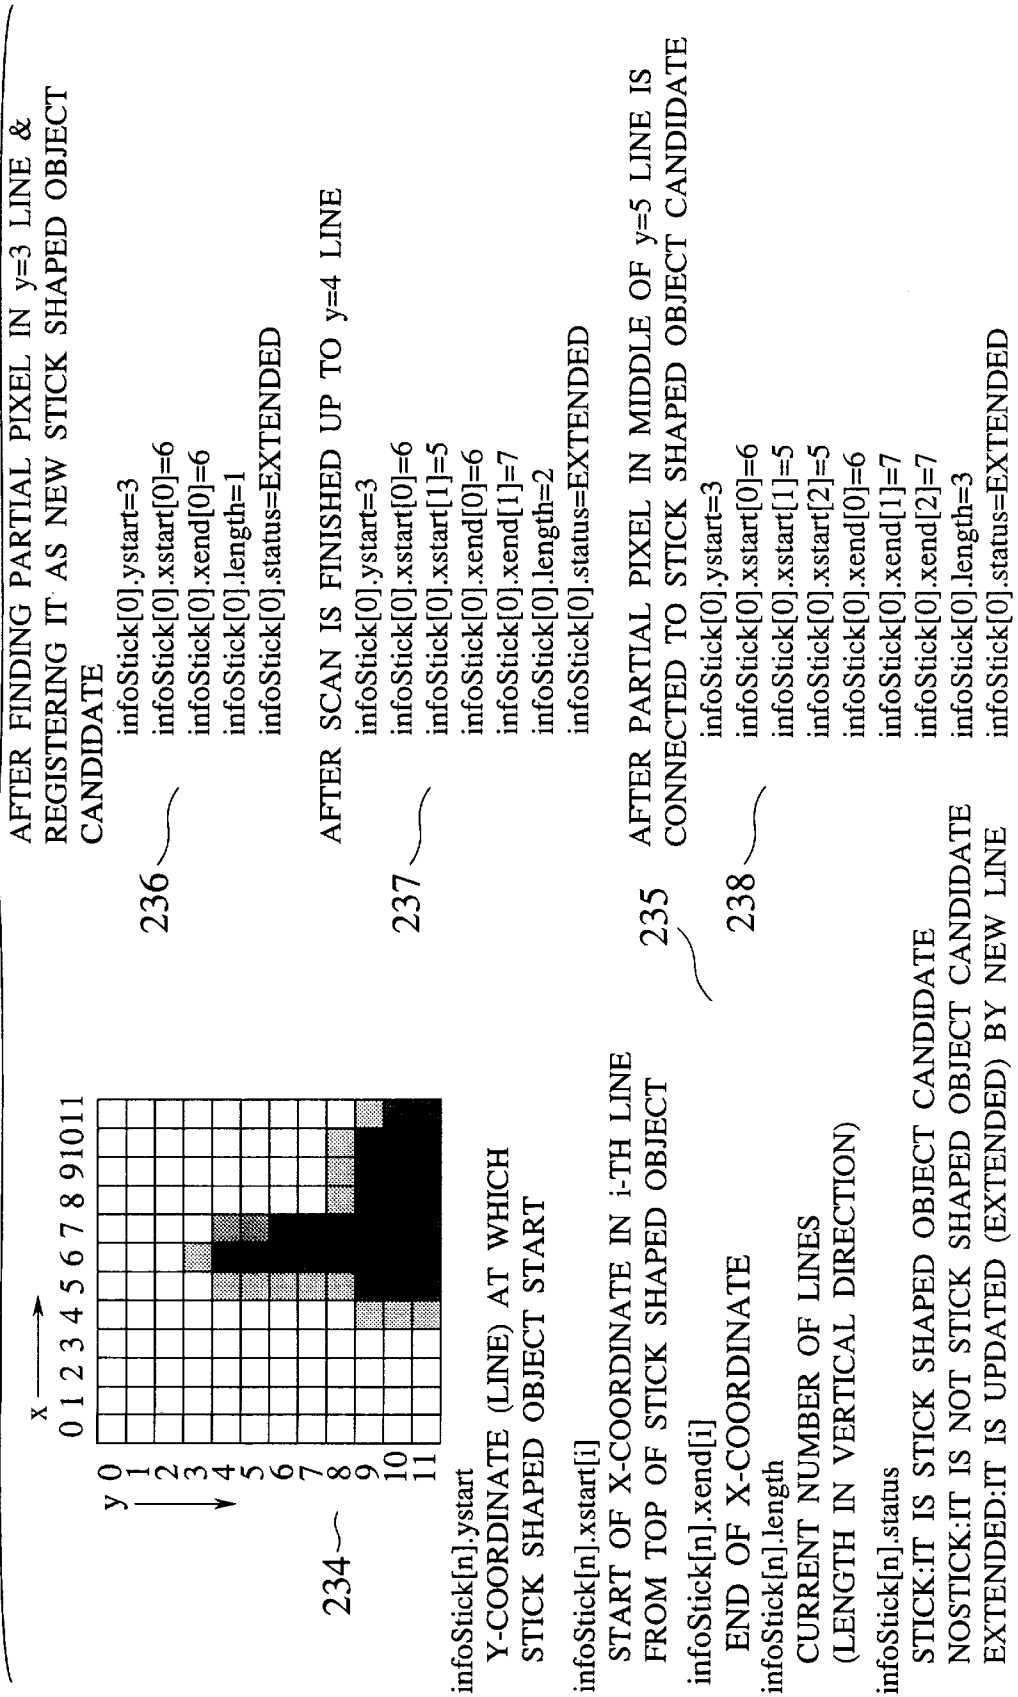 x
0 1 2 3 4 5 6 7 8 9 10 11
y
0
1
2
3
4
5
6
7
8
9
10
11
234
infoStick[n].ystart
Y-COORDINATE (LINE) AT WHICH
STICK SHAPED OBJECT START
infoStick[n].xstart[i]
START OF X-COORDINATE IN i-TH LINE
FROM TOP OF STICK SHAPED OBJECT
infoStick[n].xend[i]
END OF X-COORDINATE
infoStick[n].length
CURRENT NUMBER OF LINES
(LENGTH IN VERTICAL DIRECTION)
infoStick[n].status
STICK:IT IS STICK SHAPED OBJECT CANDIDATE
NOSTICK:IT IS NOT STICK SHAPED OBJECT CANDIDATE
EXTENDED:IT IS UPDATED (EXTENDED) BY NEW LINE
235
AFTER FINDING PARTIAL PIXEL IN y=3 LINE &
REGISTERING IT AS NEW STICK SHAPED OBJECT
CANDIDATE
236
infoStick[0].ystart=3
infoStick[0].xstart[0]=6
infoStick[0].xend[0]=6
infoStick[0].length=1
infoStick[0].status=EXTENDED
AFTER SCAN IS FINISHED UP TO y=4 LINE
237
infoStick[0].ystart=3
infoStick[0].xstart[0]=6
infoStick[0].xstart[1]=5
infoStick[0].xend[0]=6
infoStick[0].xend[1]=7
infoStick[0].length=2
infoStick[0].status=EXTENDED
AFTER PARTIAL PIXEL IN MIDDLE OF y=5 LINE IS
CONNECTED TO STICK SHAPED OBJECT CANDIDATE
238
infoStick[0].ystart=3
infoStick[0].xstart[0]=6
infoStick[0].xstart[1]=5
infoStick[0].xstart[2]=5
infoStick[0].xend[0]=6
infoStick[0].xend[1]=7
infoStick[0].xend[2]=7
infoStick[0].length=3
infoStick[0].status=EXTENDED